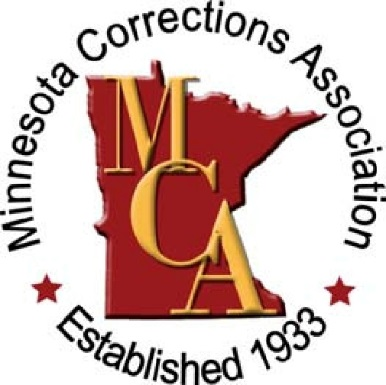 Minnesota Corrections Association
MCA
Established 1933